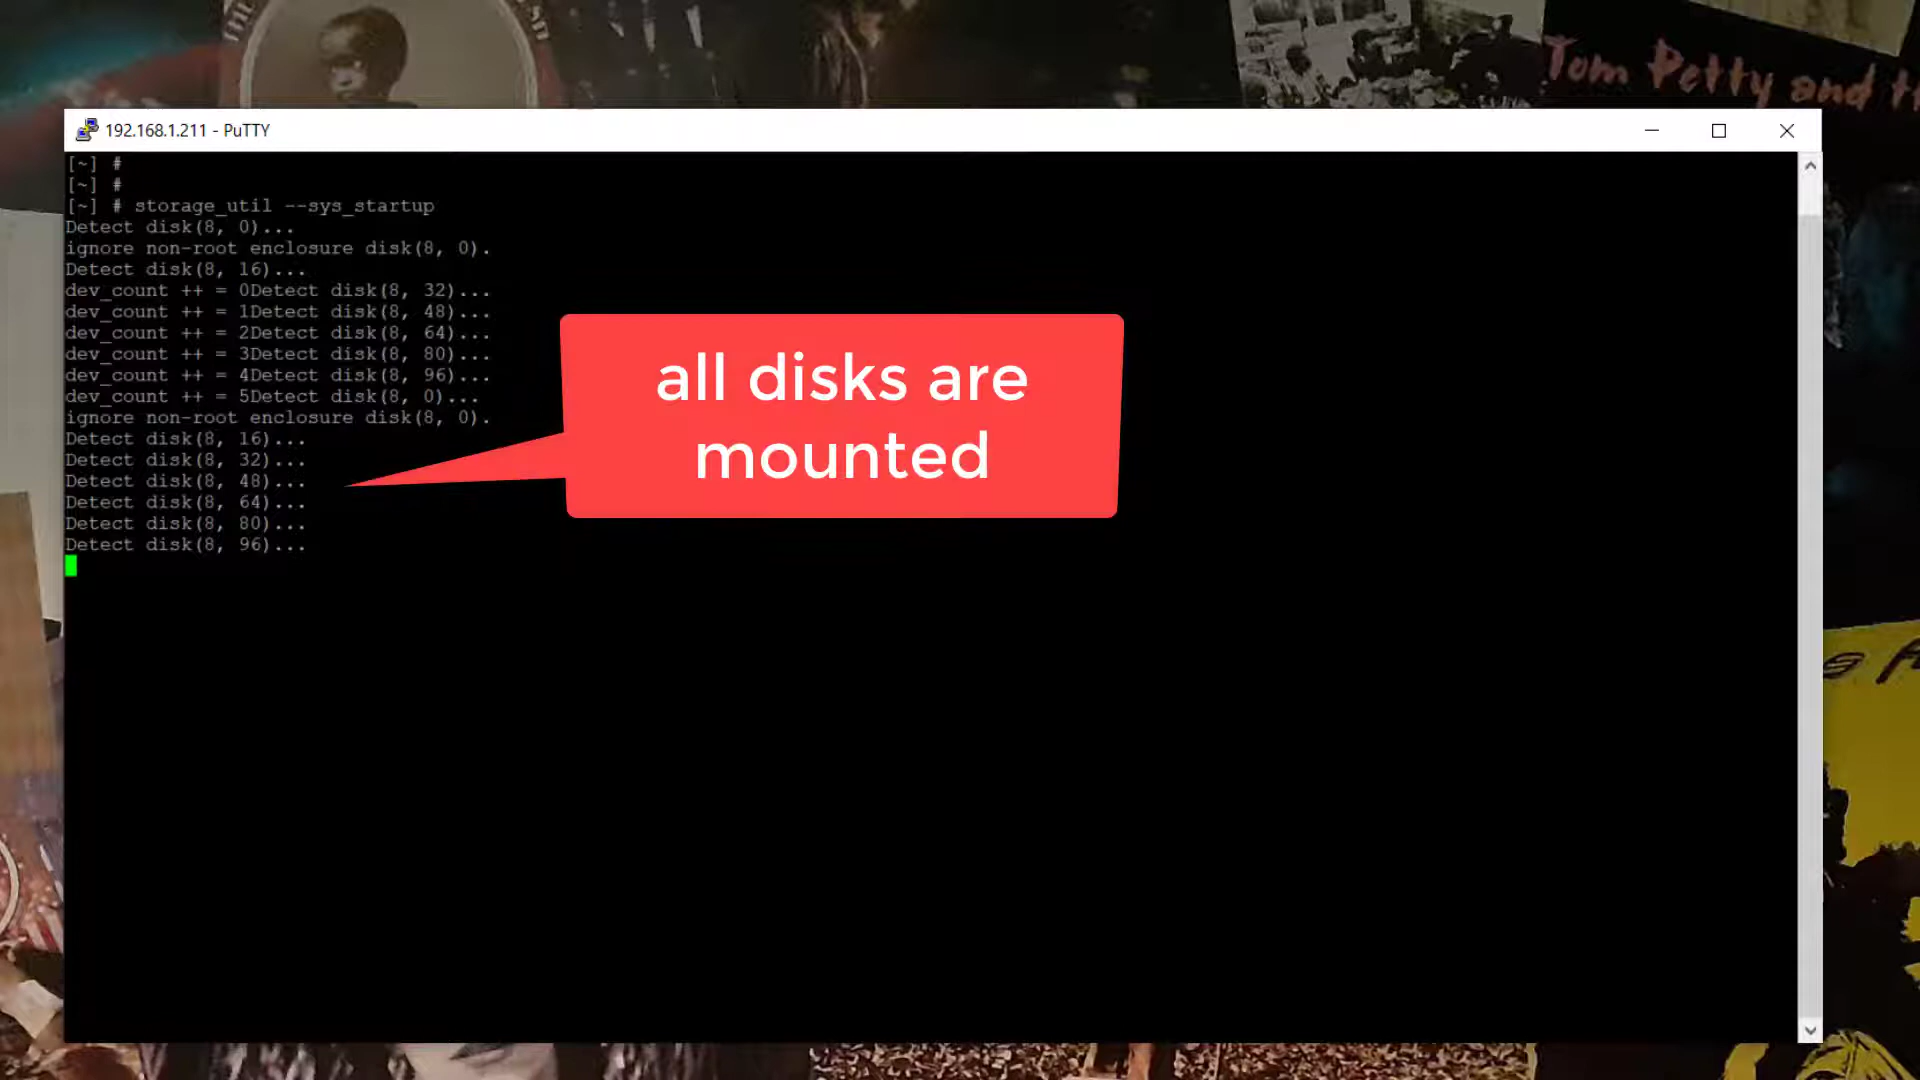 Tom Petty and
192.168.1.211 - PuTTY
[~] #
[~] #
[~] # storage_util --sys_startup
Detect disk(8, 0)...
ignore non-root enclosure disk(8, 0).
Detect disk(8, 16)...
dev_count ++ = 0Detect disk(8, 32)...
dev_count ++ = 1Detect disk(8, 48)...
dev_count ++ = 2Detect disk(8, 64)...
dev_count ++ = 3Detect disk(8, 80)...
dev_count ++ = 4Detect disk(8, 96)...
dev_count ++ = 5Detect disk(8, 0)...
ignore non-root enclosure disk(8, 0).
Detect disk(8, 16)...
Detect disk(8, 32)...
Detect disk(8, 48)...
Detect disk(8, 64)...
Detect disk(8, 80)...
Detect disk(8, 96)...
all disks are
mounted